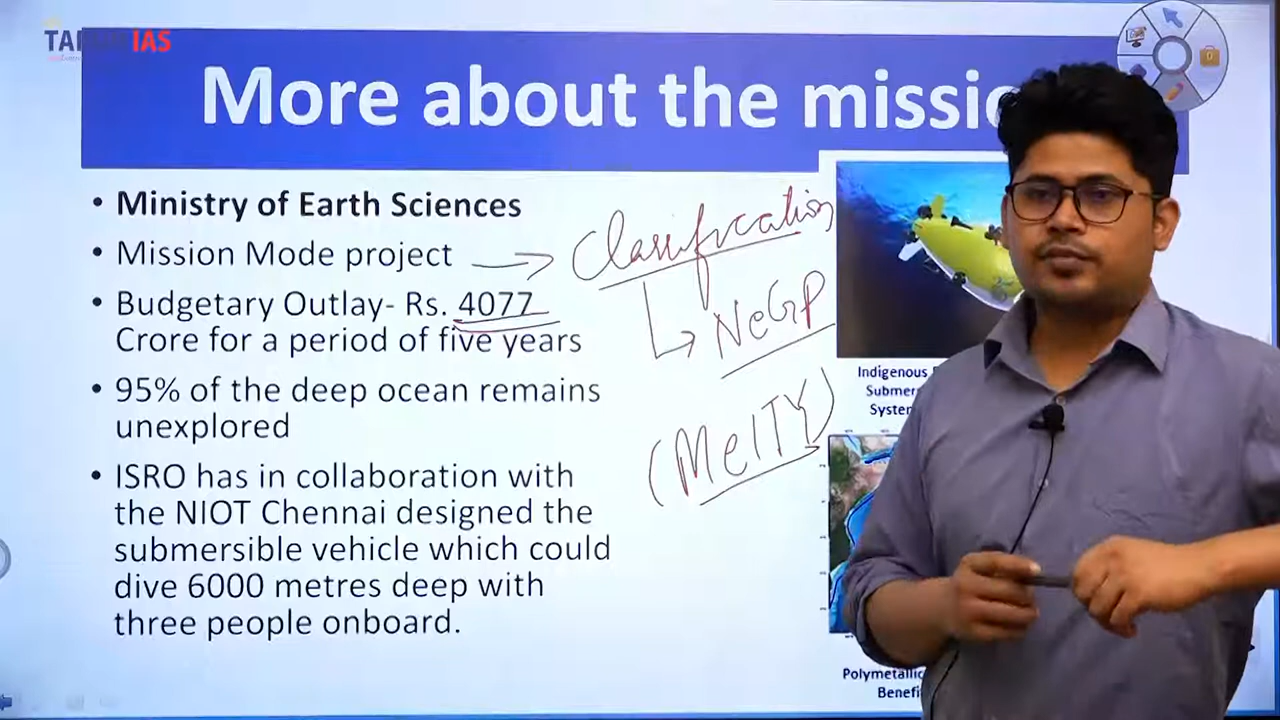 IAS
More about the missio
• Ministry of Earth Sciences
• Mission Mode project
Classification
• Budgetary Outlay- Rs. 4077
Crore for a period of five years
NeGP
• 95% of the deep ocean remains
unexplored
(MeITY)
• ISRO has in collaboration with
the NIOT Chennai designed the
submersible vehicle which could
dive 6000 metres deep with
three people onboard.
Indigenous
Submer
Syste
Polymetallic
Benefi